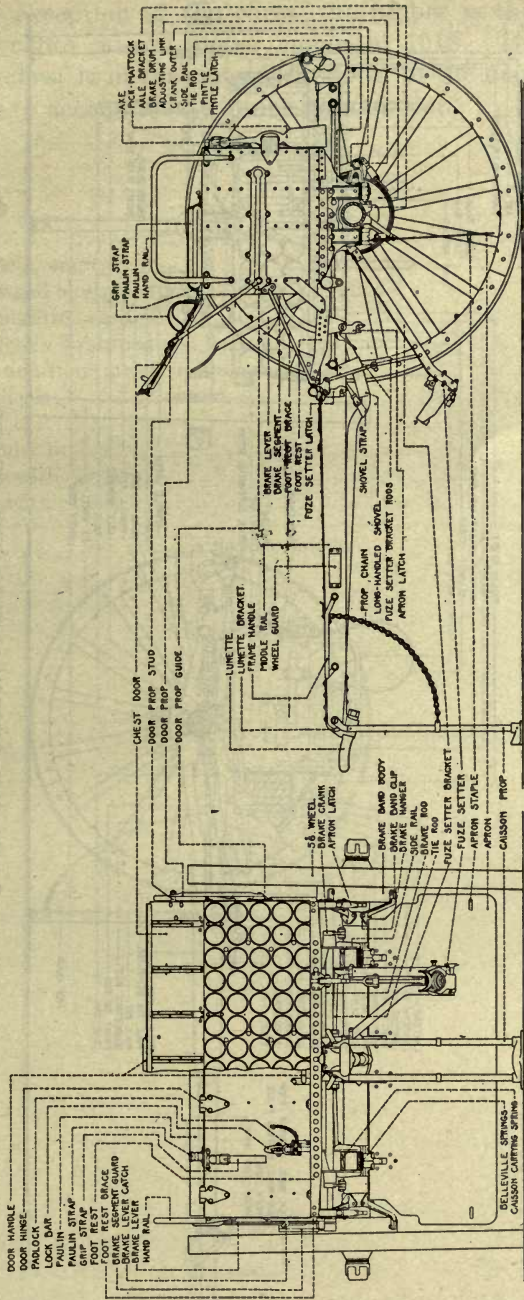 DOOR HANDLE
DOOR HINGE
PADLOCK
LOCK BAR
PAULIN
PAULIN STRAP
GRIP STRAP
FOOT REST
FOOT REST BRACE
BRAKE SEGMENT GUARD
BRAKE LEVER LATCH
BRAKE LEVER
HAND RAIL
CHEST DOOR
DOOR PROP STUD
DOOR PROP
DOOR PROP GUIDE
GRIP STRAP
PAULIN STRAP
PAULIN
HAND RAIL
AXE
PICK-MATTOCK
AXLE BRACKET
BRAKE DRUM
ADJUSTING LINK
CRANK OUTER
SIDE RAIL
TIE ROD
PINTLE
PINTLE LATCH
BRAKE LEVER
BRAKE SEGMENT
FOOT REST BRACE
FOOT REST
FUZE SETTER LATCH
LUNETTE
LUNETTE BRACKET
FRAME HANDLE
MIDDLE RAIL
WHEEL GUARD
SHOVEL STRAP
PROP CHAIN
LONG-HANDLED SHOVEL
FUZE SETTER BRACKET RODS
APRON LATCH
WHEEL
BRAKE CRANK
APRON LATCH
BRAKE BAND BODY
BRAKE BAND CLIP
BRAKE HANGER
SIDE RAIL
BRAKE ROD
TIE ROD
FUZE SETTER BRACKET
FUZE SETTER
APRON STAPLE
APRON
CAISSON PROP
BELLEVILLE SPRINGS
CAISSON CARRYING SPRING